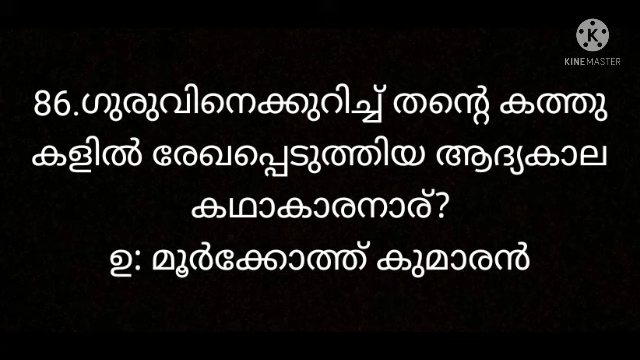 KINEMASTER
86.ഗുരുവിനെക്കുറിച്ച് തന്റെ കത്തു
കളിൽ രേഖപ്പെടുത്തിയ ആദ്യകാല
കഥാകാരനാര്?
ഉ: മൂർക്കോത്ത് കുമാരൻ